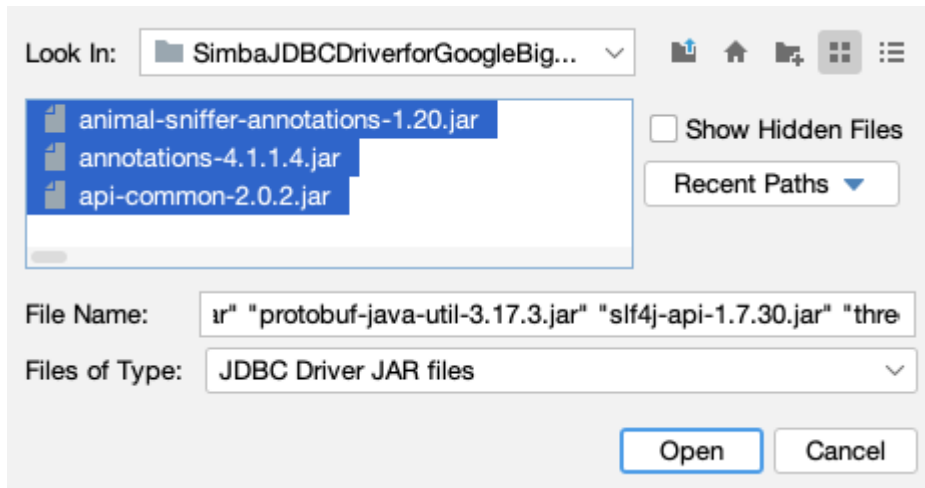 Look In: SimbaJDBCDriverforGoogleBig...
animal-sniffer-annotations-1.20.jar
annotations-4.1.1.4.jar
api-common-2.0.2.jar
Show Hidden Files
Recent Paths
File Name: ar" "protobuf-java-util-3.17.3.jar" "slf4j-api-1.7.30.jar" "thre
Files of Type: JDBC Driver JAR files
Open Cancel